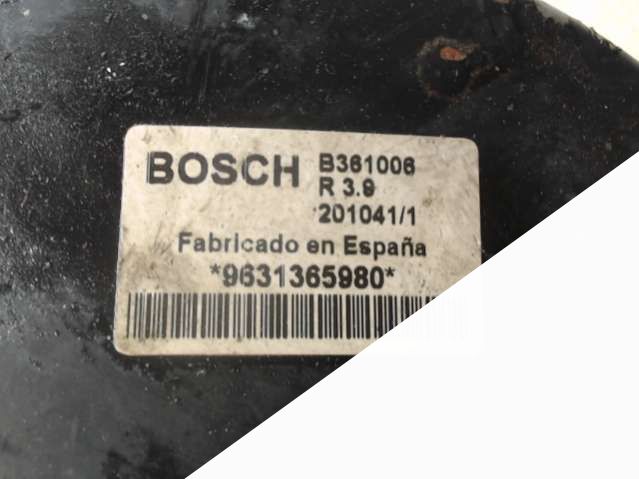 BOSCH B361006
R 3.9
201041/1
Fabricado en España
*9631365980*